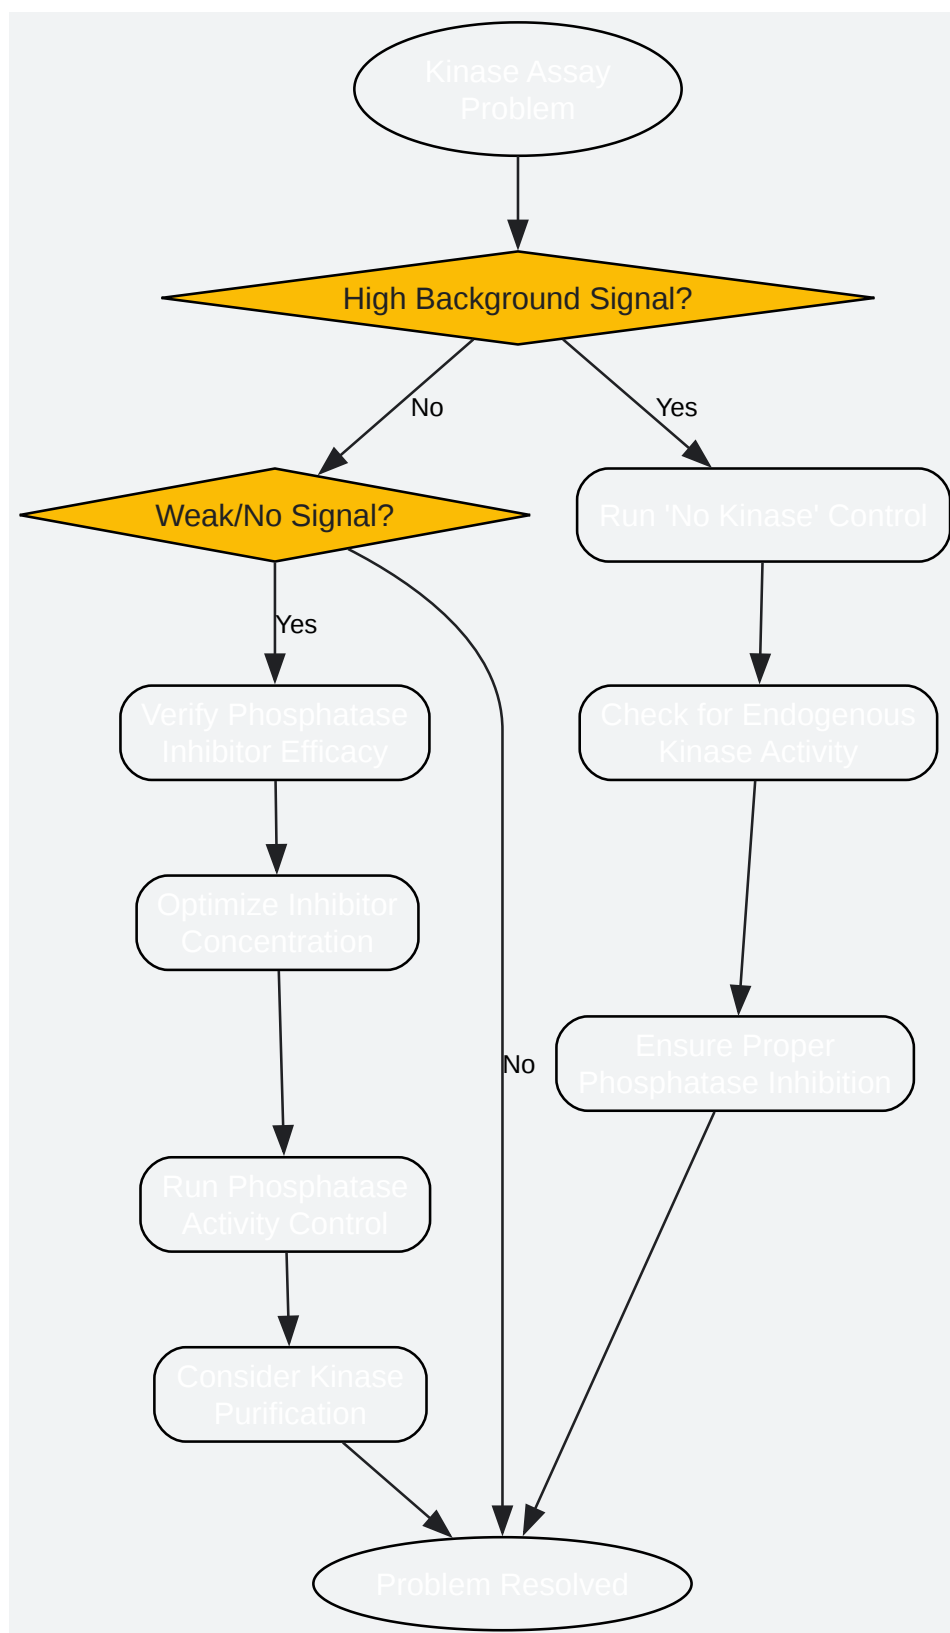 Kinase Assay
Problem
High Background Signal?
No
Yes
Weak/No Signal?
Run 'No Kinase' Control
Yes
Verify Phosphatase
Inhibitor Efficacy
Check for Endogenous
Kinase Activity
Optimize Inhibitor
Concentration
No
Ensure Proper
Phosphatase Inhibition
Run Phosphatase
Activity Control
Consider Kinase
Purification
Problem Resolved